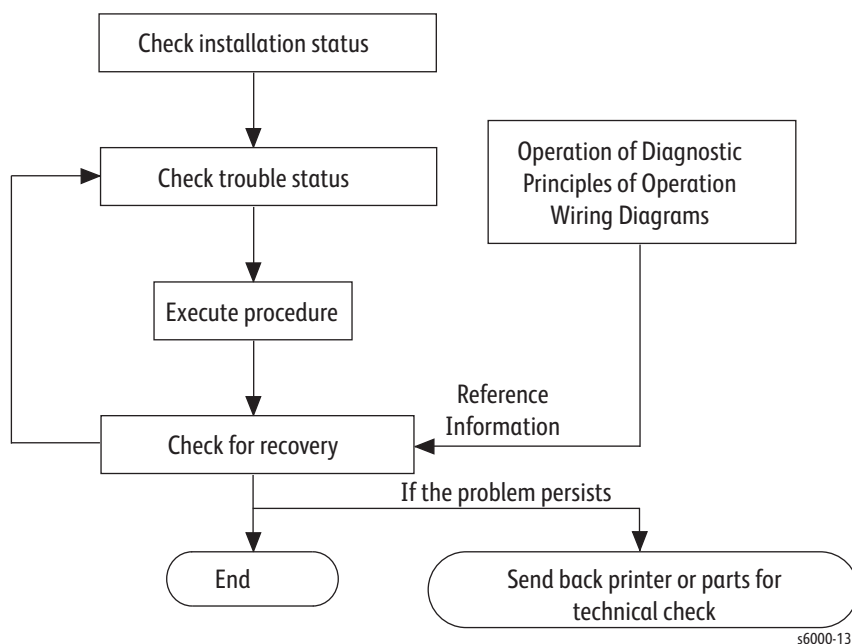 Check installation status
Check trouble status
Operation of Diagnostic
Principles of Operation
Wiring Diagrams
Execute procedure
Reference
Information
Check for recovery
If the problem persists
End
Send back printer or parts for
technical check
s6000-13